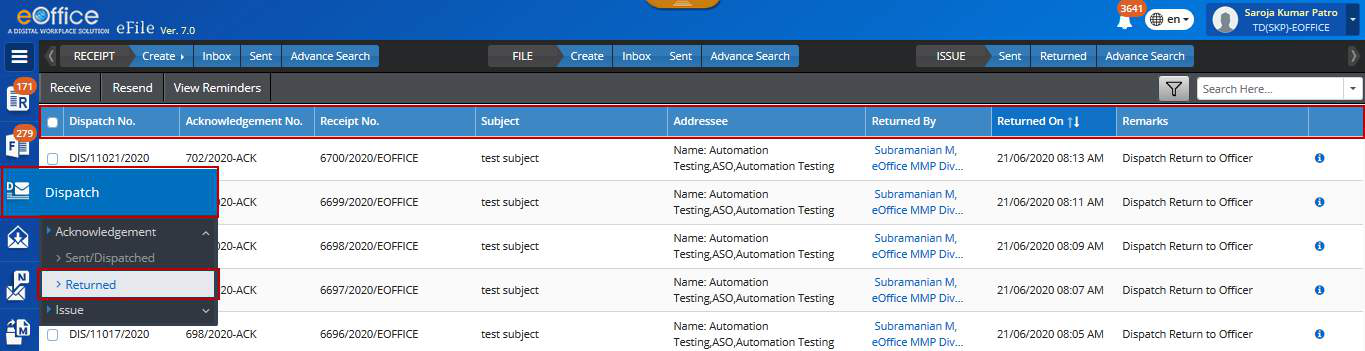 eOffice
A DIGITAL WORKPLACE SOLUTION
eFile Ver. 7.0
3641
en
Saroja Kumar Patro
TD(SKP)-EOFFICE
RECEIPT Create Inbox Sent Advance Search FILE Create Inbox Sent Advance Search ISSUE Sent Returned Advance Search
171
R
Receive Resend View Reminders Search Here...
Dispatch No. Acknowledgement No. Receipt No. Subject Addressee Returned By Returned On Remarks
279
F
DIS/11021/2020 702/2020-ACK 6700/2020/EOFFICE test subject Name: Automation Testing,ASO,Automation Testing Subramanian M, eOffice MMP Div... 21/06/2020 08:13 AM Dispatch Return to Officer
D
Dispatch
020-ACK 6699/2020/EOFFICE test subject Name: Automation Testing,ASO,Automation Testing Subramanian M, eOffice MMP Div... 21/06/2020 08:11 AM Dispatch Return to Officer
Acknowledgement
020-ACK 6698/2020/EOFFICE test subject Name: Automation Testing,ASO,Automation Testing Subramanian M, eOffice MMP Div... 21/06/2020 08:09 AM Dispatch Return to Officer
Sent/Dispatched
N
Returned
020-ACK 6697/2020/EOFFICE test subject Name: Automation Testing,ASO,Automation Testing Subramanian M, eOffice MMP Div... 21/06/2020 08:07 AM Dispatch Return to Officer
Issue
M
DIS/11017/2020 698/2020-ACK 6696/2020/EOFFICE test subject Name: Automation Testing,ASO,Automation Testing Subramanian M, eOffice MMP Div... 21/06/2020 08:05 AM Dispatch Return to Officer